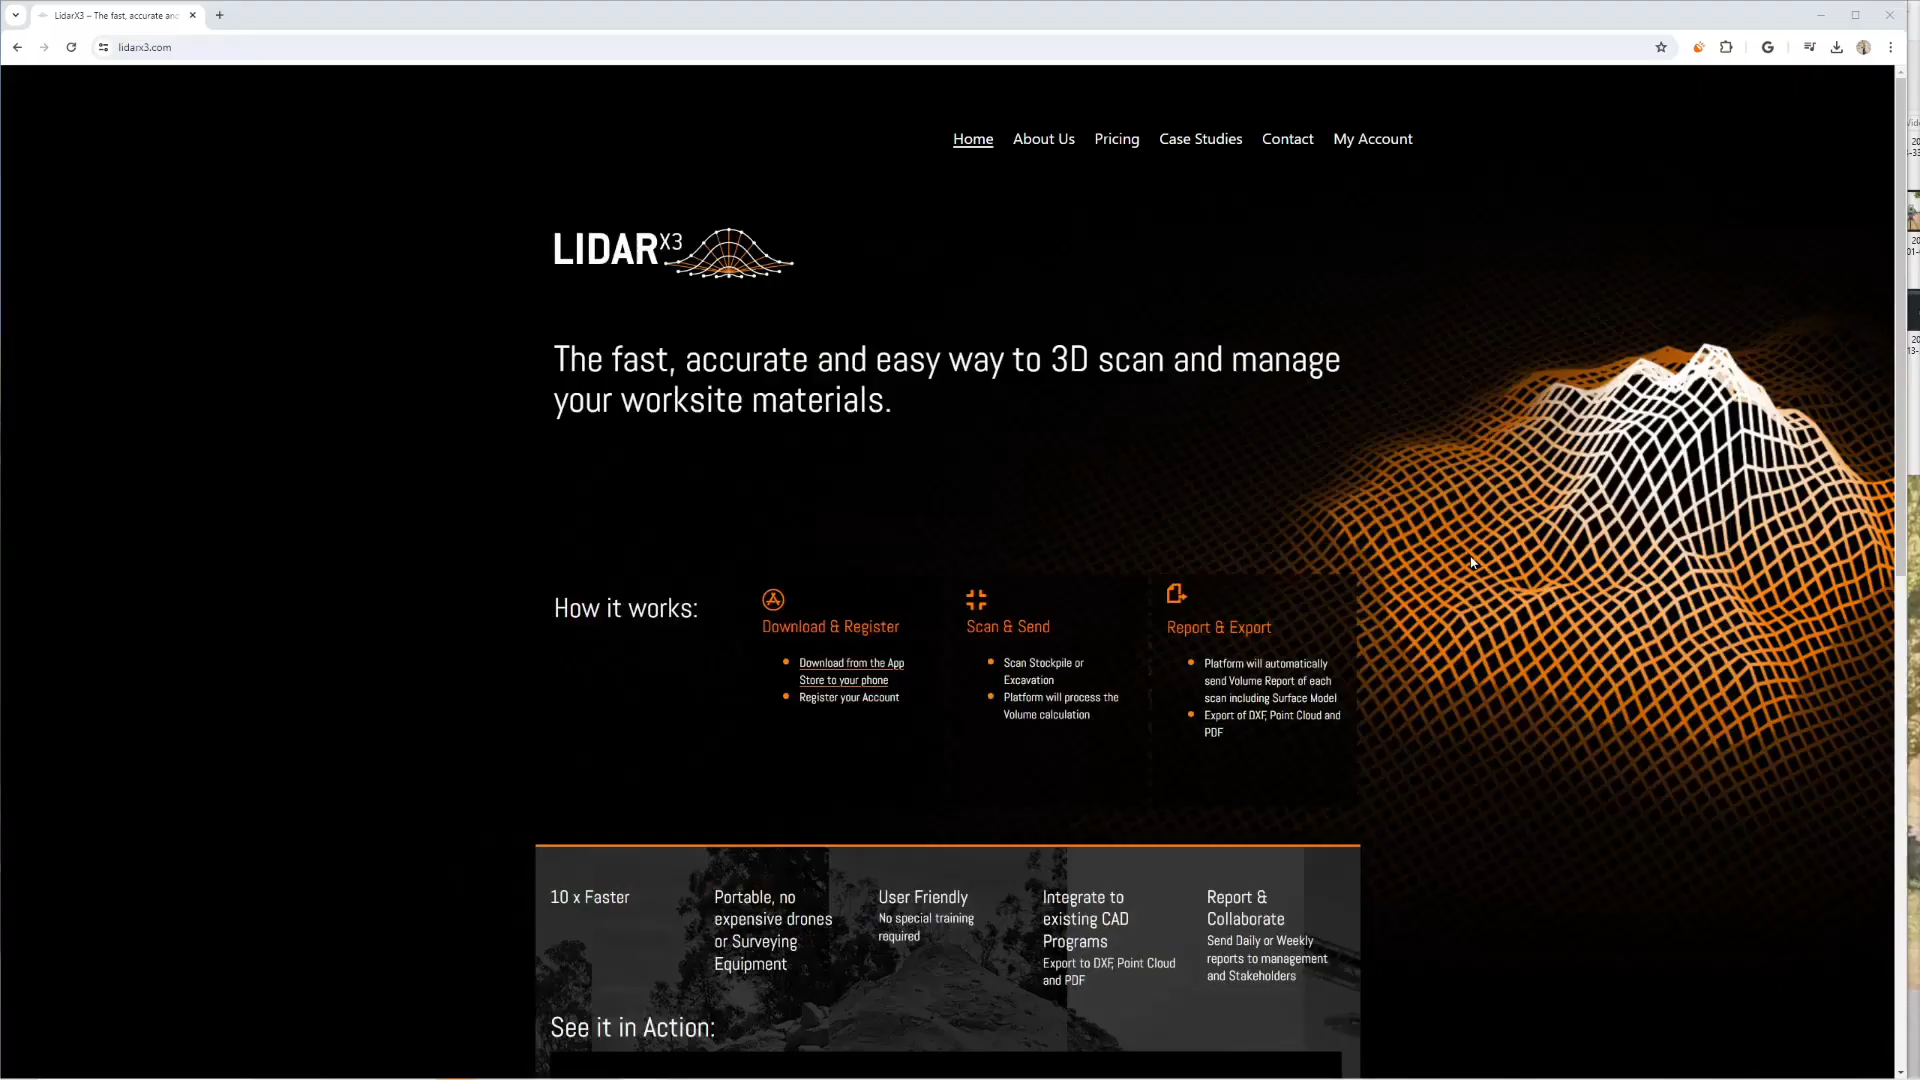 LidarX3 – The fast, accurate and
lidarx3.com
Home About Us Pricing Case Studies Contact My Account
LIDARX3
The fast, accurate and easy way to 3D scan and manage
your worksite materials.
How it works:
Download & Register
Download from the App
Store to your phone
Register your Account
Scan & Send
Scan Stockpile or
Excavation
Platform will process the
Volume calculation
Report & Export
Platform will automatically
send Volume Report of each
scan including Surface Model
Export of DXF, Point Cloud and
PDF
10 x Faster
Portable, no
expensive drones
or Surveying
Equipment
User Friendly
No special training
required
Integrate to
existing CAD
Programs
Export to DXF, Point Cloud
and PDF
Report &
Collaborate
Send Daily or Weekly
reports to management
and Stakeholders
See it in Action: